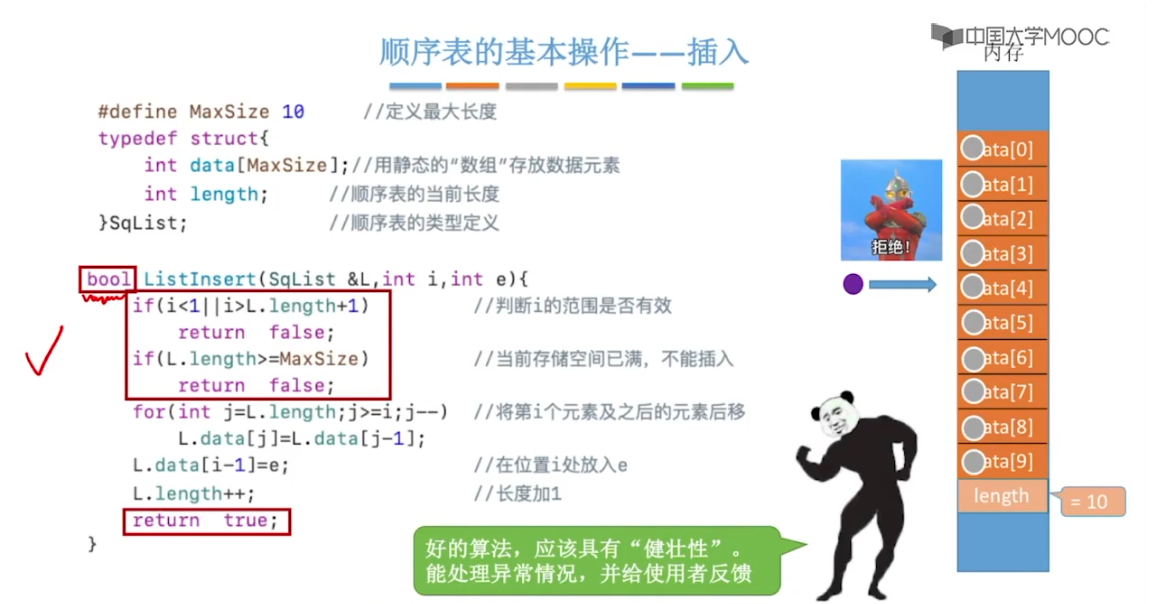 中国大学MOOC
顺序表的基本操作——插入
内存
#define MaxSize 10 //定义最大长度
typedef struct{
int data[MaxSize];//用静态的“数组”存放数据元素
int length; //顺序表的当前长度
}SqList; //顺序表的类型定义
bool ListInsert(SqList &L,int i,int e){
if(i<1||i>L.length+1) //判断i的范围是否有效
return false;
if(L.length>=MaxSize) //当前存储空间已满，不能插入
return false;
for(int j=L.length;j>=i;j--) //将第i个元素及之后的元素后移
L.data[j]=L.data[j-1];
L.data[i-1]=e; //在位置i处放入e
L.length++; //长度加1
return true;
}
拒绝！
好的算法，应该具有“健壮性”。
能处理异常情况，并给使用者反馈
ata[0]
ata[1]
ata[2]
ata[3]
ata[4]
ata[5]
ata[6]
ata[7]
ata[8]
ata[9]
length
= 10